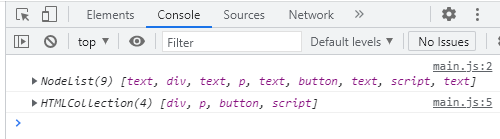 Elements Console Sources Network »
top Filter Default levels No Issues
main.js:2
NodeList(9) [text, div, text, p, text, button, text, script, text]
HTMLCollection(4) [div, p, button, script] main.js:5
>